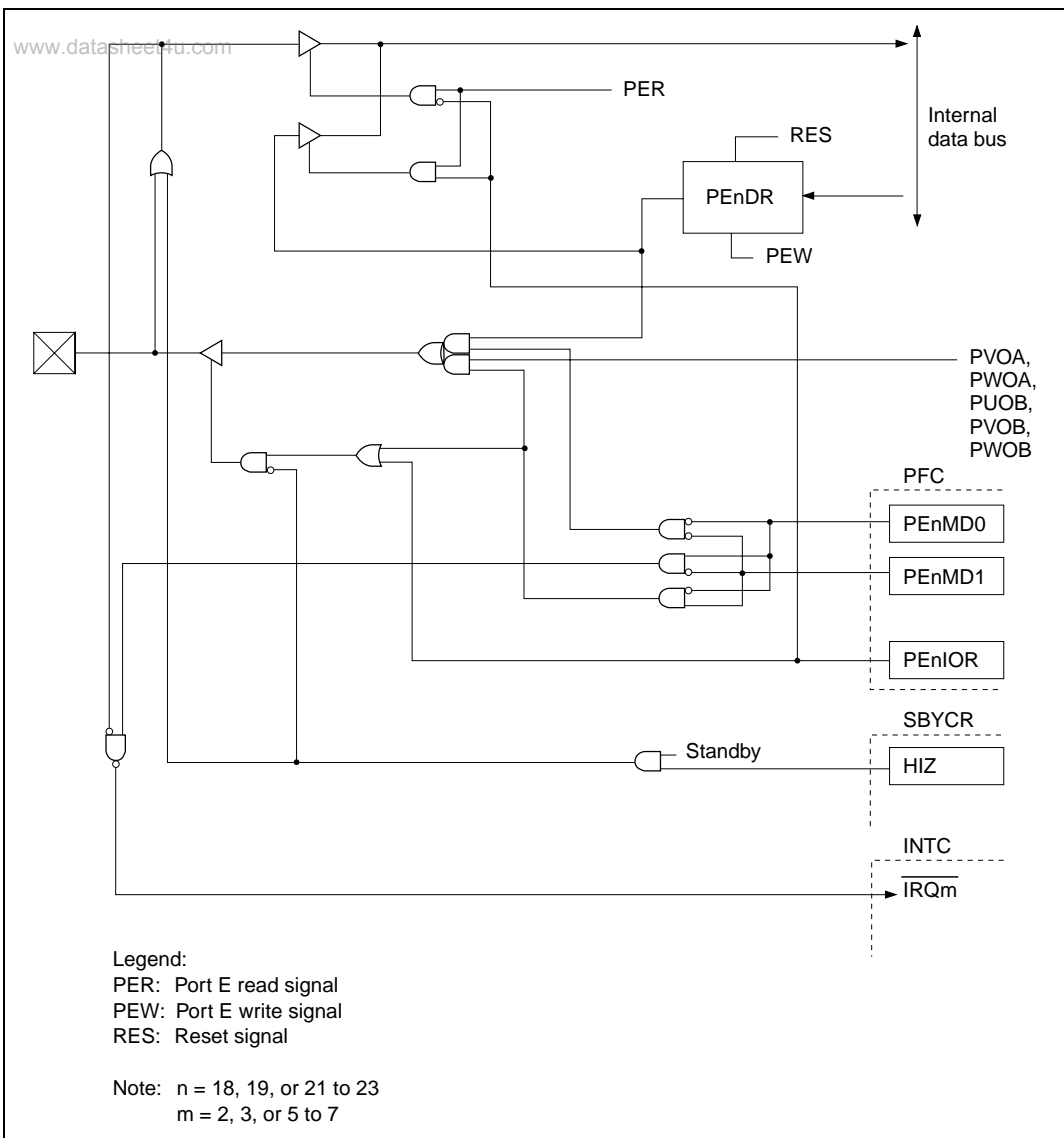 www.datasheet4u.com
PER
Internal
data bus
RES
PEnDR
PEW
PVOA,
PWOA,
PUOB,
PVOB,
PWOB
PFC
PEnMD0
PEnMD1
PEnIOR
SBYCR
Standby
HIZ
INTC
IRQm
Legend:
PER: Port E read signal
PEW: Port E write signal
RES: Reset signal
Note: n = 18, 19, or 21 to 23
m = 2, 3, or 5 to 7